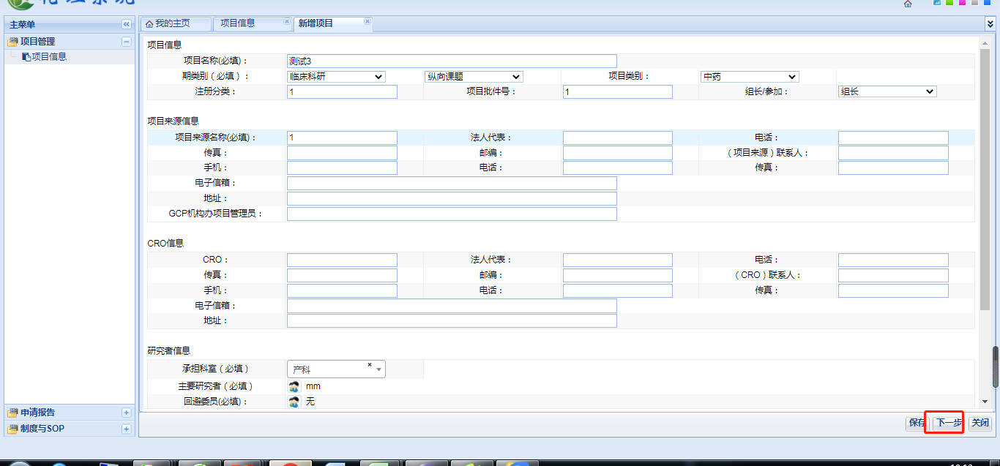 主菜单
我的主页 项目信息 新增项目
项目管理
项目信息
项目信息
项目名称(必填): 测试3
期类别（必填）: 临床科研 纵向课题 项目类别: 中药
注册分类: 1 项目批件号: 1 组长/参加: 组长
项目来源信息
项目来源名称(必填): 1 法人代表: 电话:
传真: 邮编: （项目来源）联系人:
手机: 电话: 传真:
电子信箱:
地址:
GCP机构办项目管理员:
CRO信息
CRO: 法人代表: 电话:
传真: 邮编: （CRO）联系人:
手机: 电话: 传真:
电子信箱:
地址:
研究者信息
承担科室（必填） 产科
主要研究者（必填） mm
回避委员(必填): 无
申请报告
制度与SOP
保存 下一步 关闭